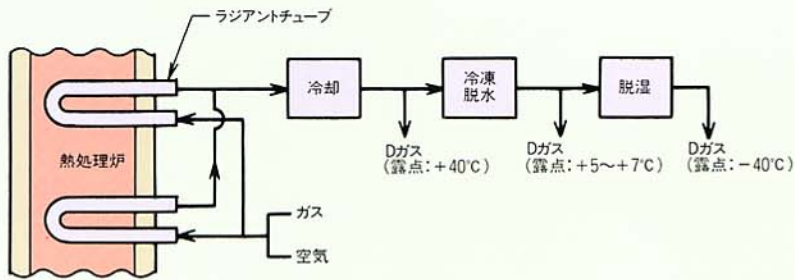 ラジアントチューブ
冷却
冷凍
脱水
脱湿
Dガス
(露点:+40℃)
Dガス
(露点:+5〜+7℃)
Dガス
(露点:-40℃)
熱処理炉
ガス
空気